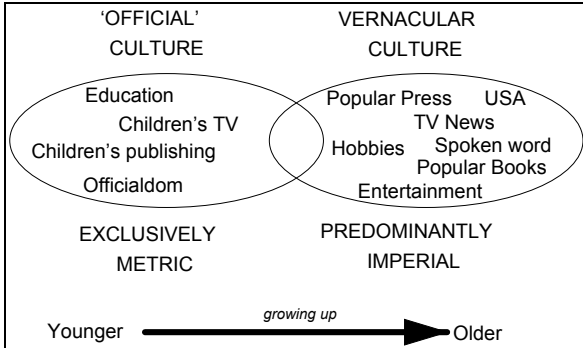 ‘OFFICIAL’
CULTURE
VERNACULAR
CULTURE
Education
Children’s TV
Children’s publishing
Officialdom
Popular Press USA
TV News
Hobbies Spoken word
Popular Books
Entertainment
EXCLUSIVELY
METRIC
PREDOMINANTLY
IMPERIAL
growing up
Younger Older